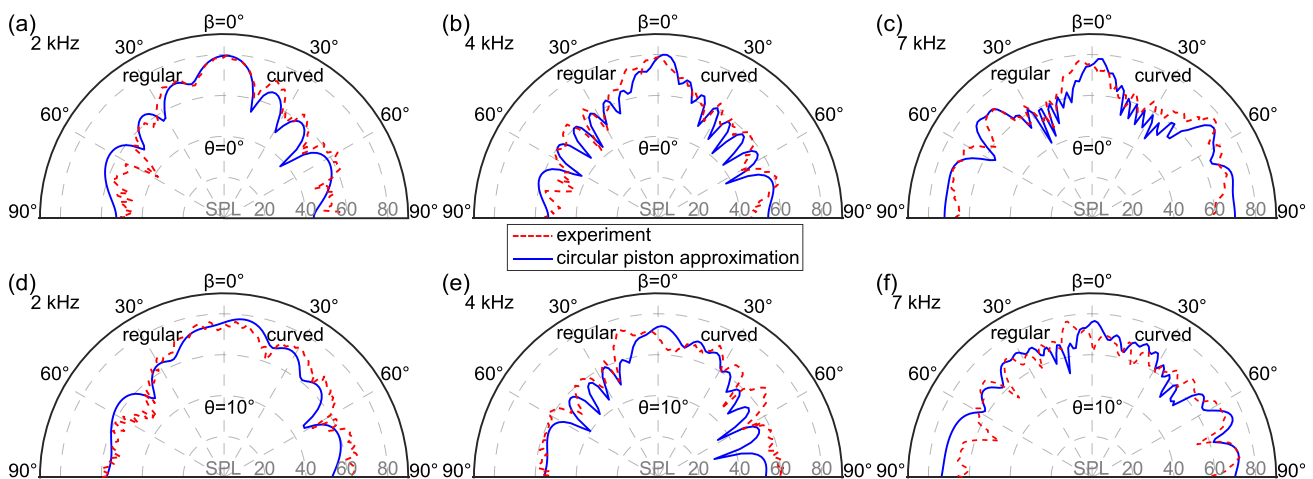 (a) 2 kHz β=0° 30° 30° regular curved 60° 60° θ=0° 90° SPL 20 40 60 80 90°
(b) 4 kHz β=0° 30° 30° regular curved 60° 60° θ=0° 90° SPL 20 40 60 80 90°
(c) 7 kHz β=0° 30° 30° regular curved 60° 60° θ=0° 90° SPL 20 40 60 80 90°
experiment
circular piston approximation
(d) 2 kHz β=0° 30° 30° regular curved 60° 60° θ=10° 90° SPL 20 40 60 80 90°
(e) 4 kHz β=0° 30° 30° regular curved 60° 60° θ=10° 90° SPL 20 40 60 80 90°
(f) 7 kHz β=0° 30° 30° regular curved 60° 60° θ=10° 90° SPL 20 40 60 80 90°